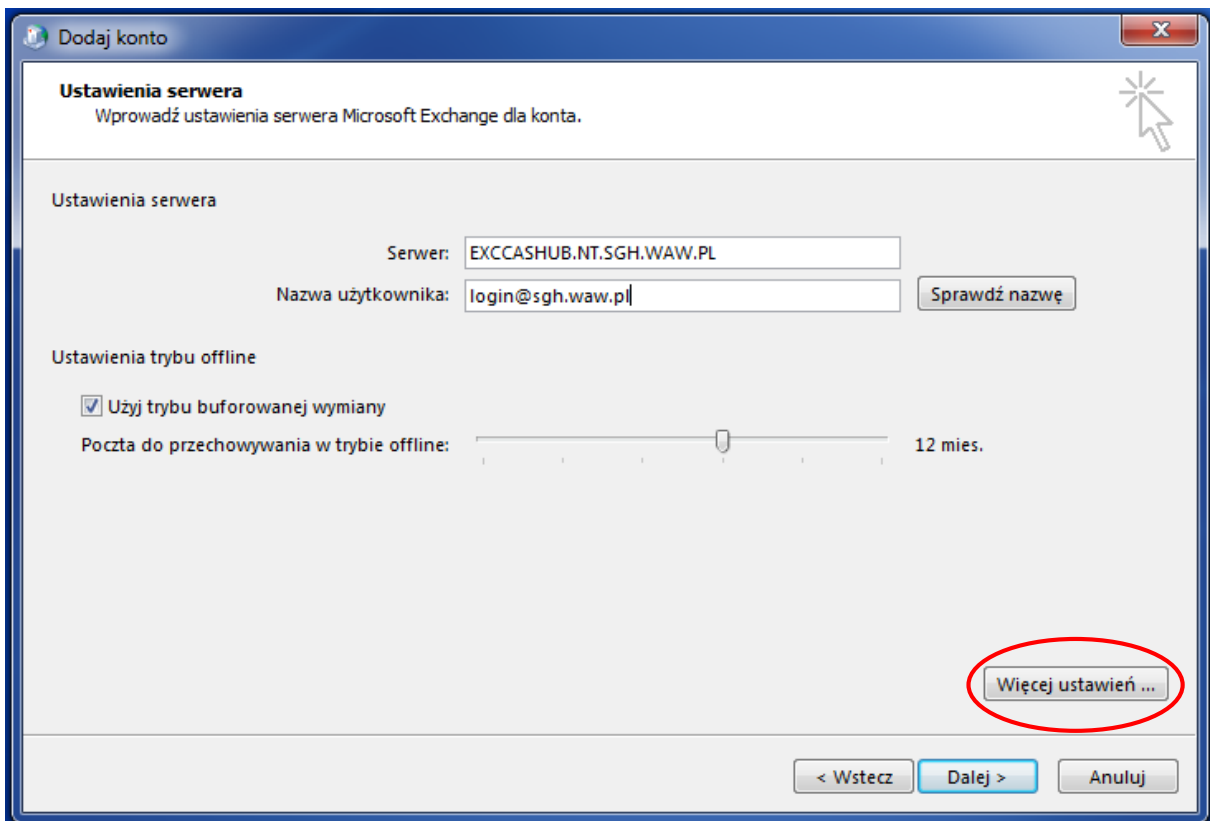 Dodaj konto
Ustawienia serwera
Wprowadź ustawienia serwera Microsoft Exchange dla konta.
Ustawienia serwera
Serwer: EXCCASHUB.NT.SGH.WAW.PL
Nazwa użytkownika: login@sgh.waw.pl Sprawdź nazwę
Ustawienia trybu offline
Użyj trybu buforowanej wymiany
Poczta do przechowywania w trybie offline: 12 mies.
Więcej ustawień ...
< Wstecz Dalej > Anuluj